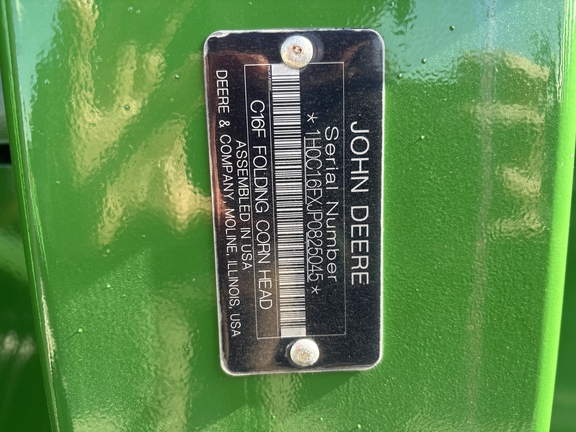 JOHN DEERE
Serial Number
*1H0C16FXJP0825045*
C16F FOLDING CORN HEAD
ASSEMBLED IN USA
DEERE & COMPANY, MOLINE, ILLINOIS, USA